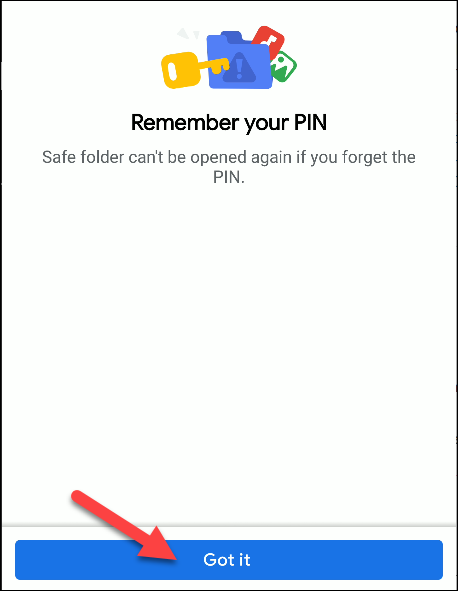 Remember your PIN
Safe folder can't be opened again if you forget the
PIN.
Got it